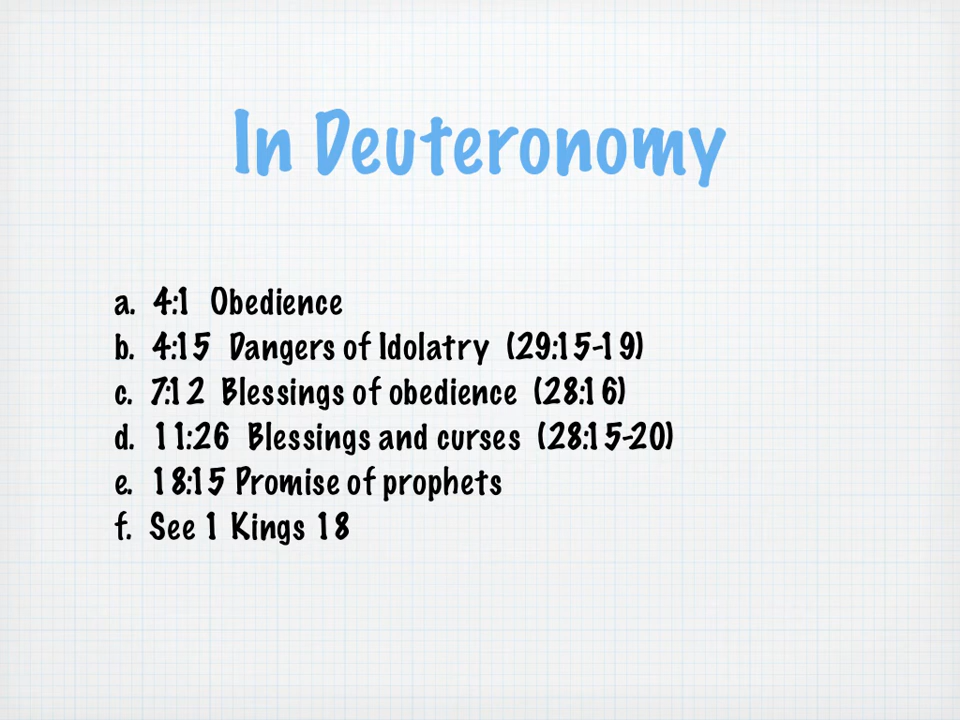 In Deuteronomy
a. 4:1 Obedience
b. 4:15 Dangers of Idolatry (29:15-19)
c. 7:12 Blessings of obedience (28:16)
d. 11:26 Blessings and curses (28:15-20)
e. 18:15 Promise of prophets
f. See 1 Kings 18